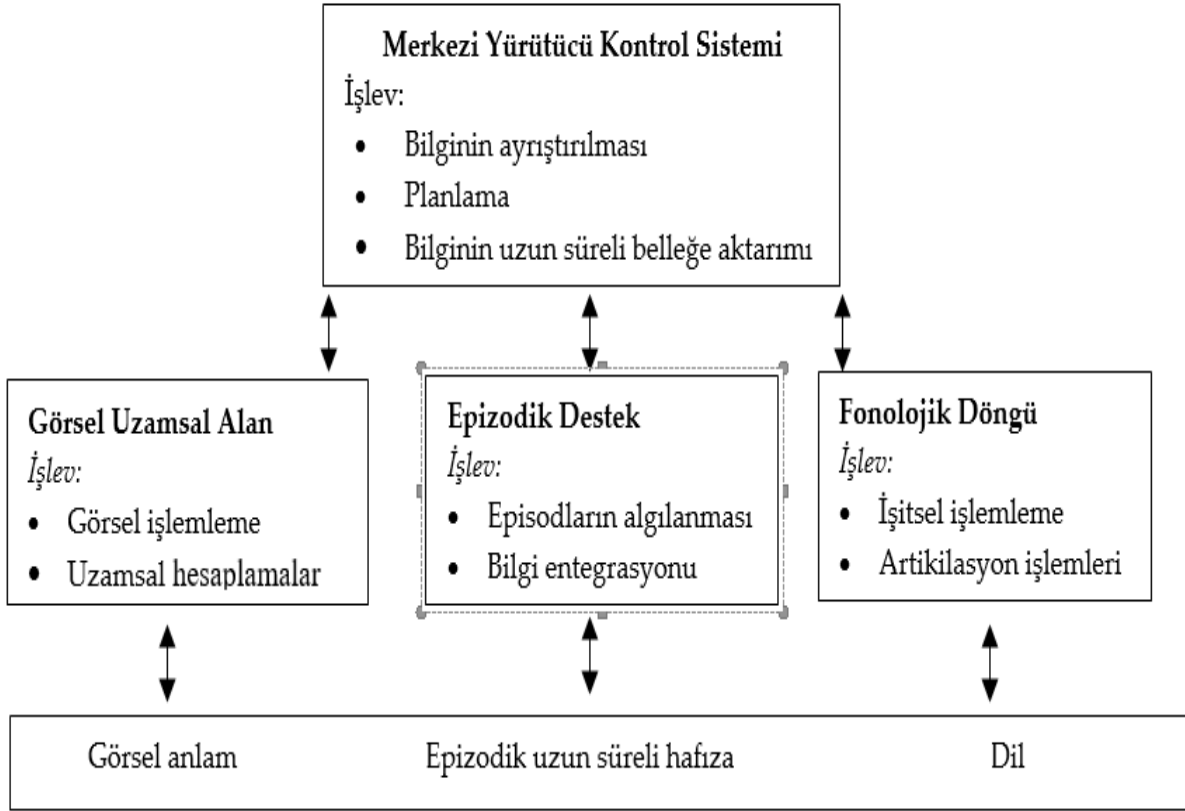 Merkezi Yürütücü Kontrol Sistemi
İşlev:
• Bilginin ayrıştırılması
• Planlama
• Bilginin uzun süreli belleğe aktarımı
Görsel Uzamsal Alan
İşlev:
• Görsel işlemleme
• Uzamsal hesaplamalar
Epizodik Destek
İşlev:
• Episodların algılanması
• Bilgi entegrasyonu
Fonolojik Döngü
İşlev:
• İşitsel işlemleme
• Artikilasyon işlemleri
Görsel anlam
Epizodik uzun süreli hafıza
Dil